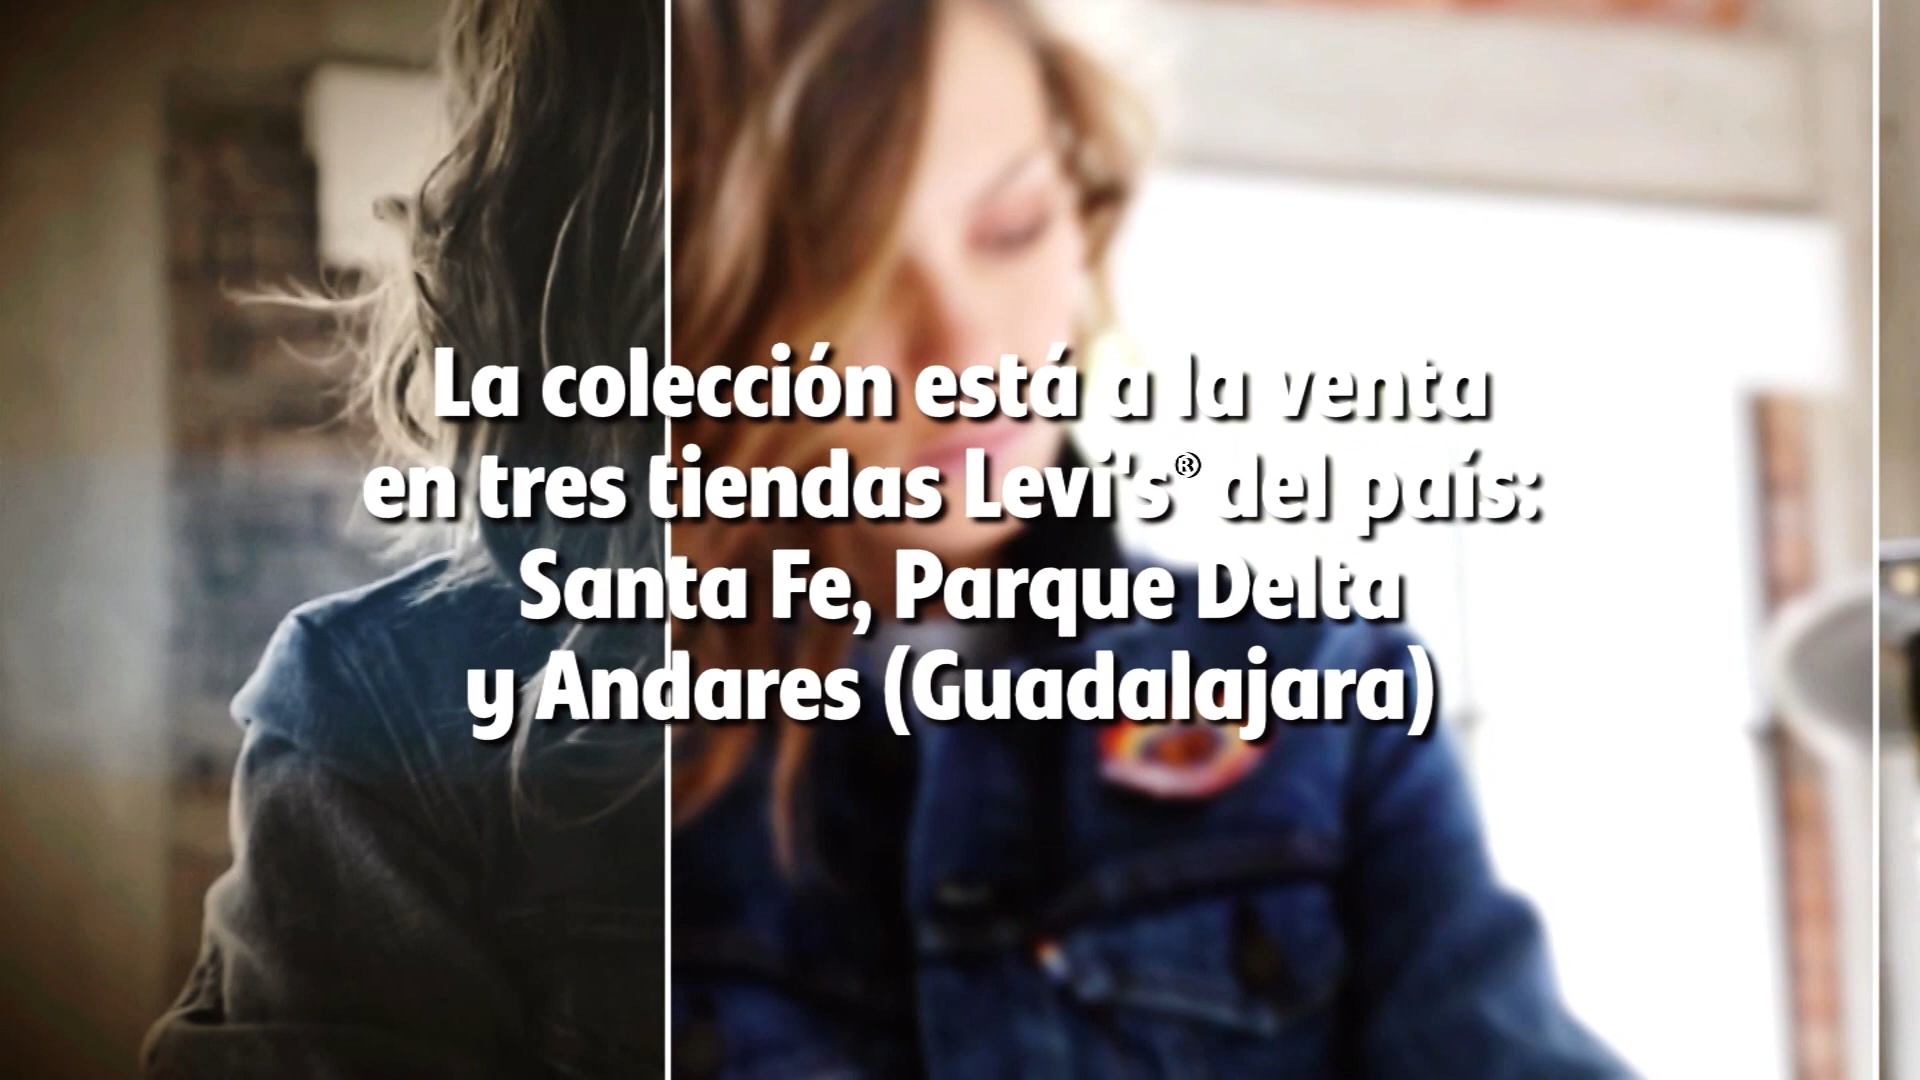 La colección está a la venta
en tres tiendas Levi's® del país:
Santa Fe, Parque Delta
y Andares (Guadalajara)